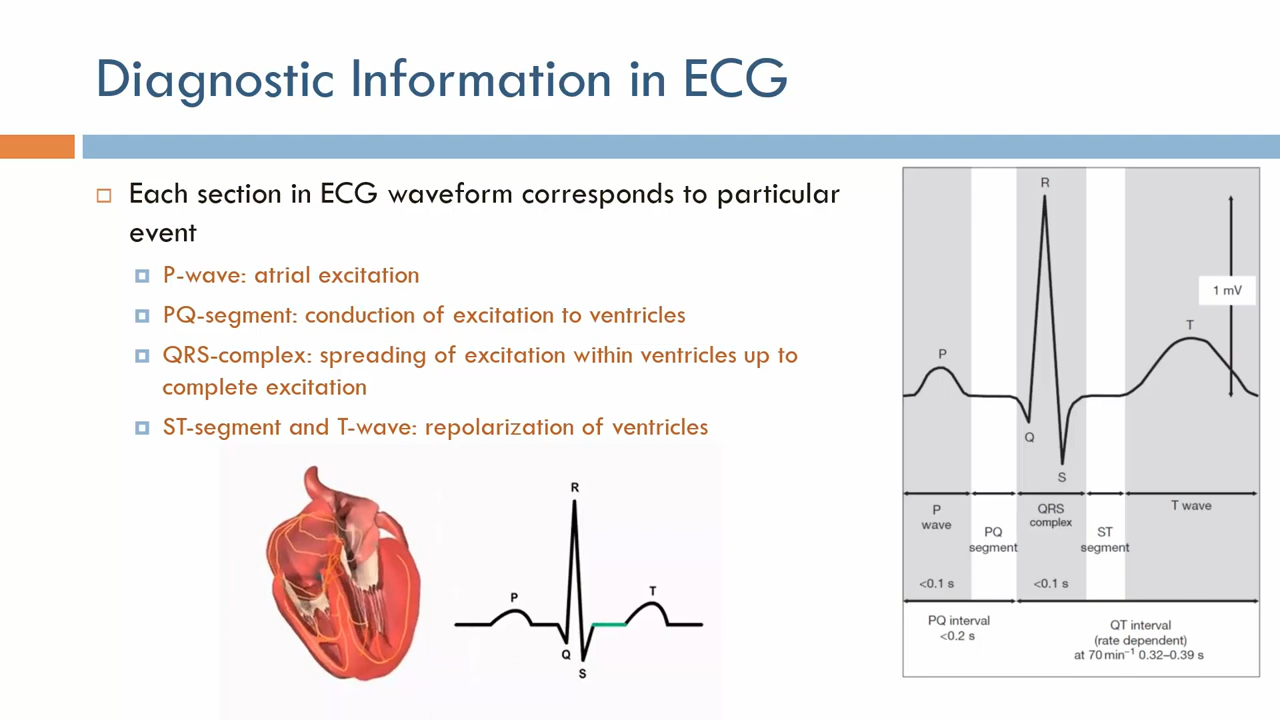 Diagnostic Information in ECG
Each section in ECG waveform corresponds to particular
event
P-wave: atrial excitation
PQ-segment: conduction of excitation to ventricles
QRS-complex: spreading of excitation within ventricles up to
complete excitation
ST-segment and T-wave: repolarization of ventricles
R
P
T
Q
S
R
1 mV
T
P
Q
S
P
wave
QRS
complex
T wave
PQ
segment
ST
segment
<0.1 s
<0.1 s
PQ interval
<0.2 s
QT interval
(rate dependent)
at 70 min⁻¹ 0.32–0.39 s